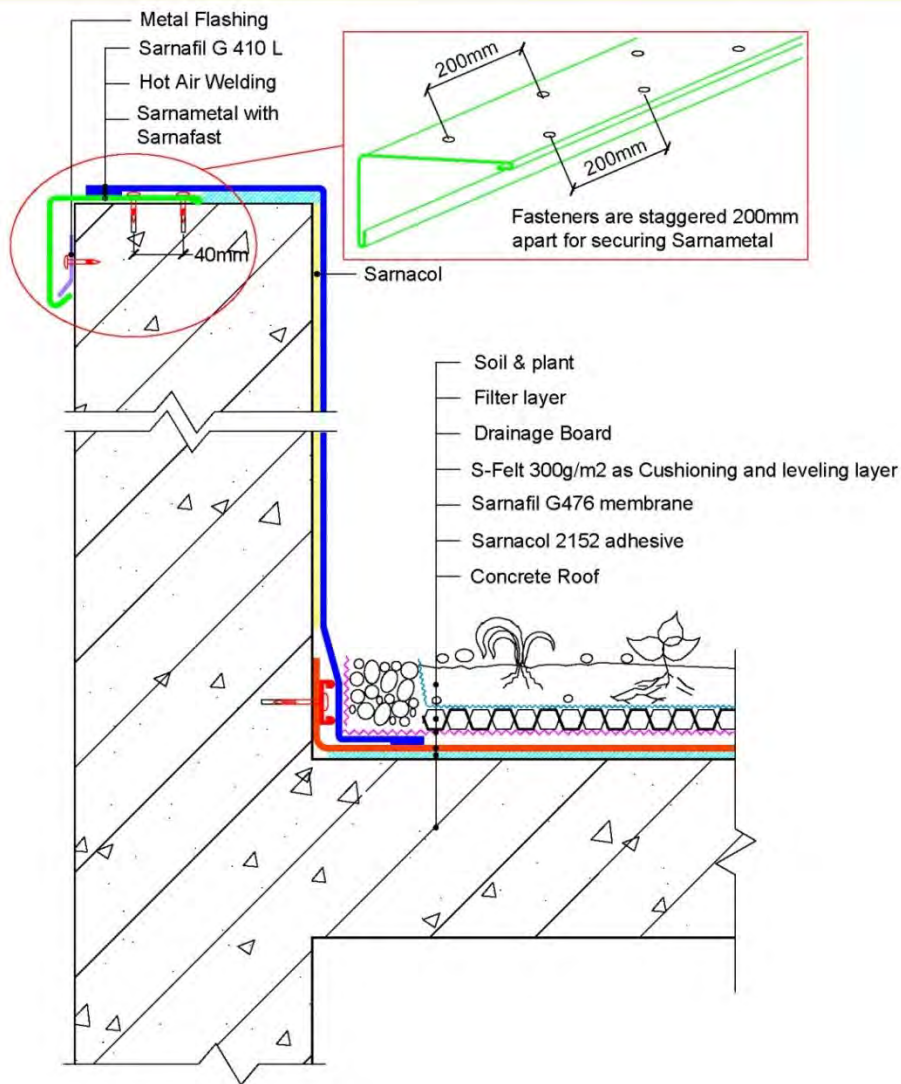 Metal Flashing
Sarnafil G 410 L
Hot Air Welding
Sarnametal with
Sarnafast
200mm
200mm
Fasteners are staggered 200mm
apart for securing Sarnametal
40mm
Sarnacol
Soil & plant
Filter layer
Drainage Board
S-Felt 300g/m2 as Cushioning and leveling layer
Sarnafil G476 membrane
Sarnacol 2152 adhesive
Concrete Roof